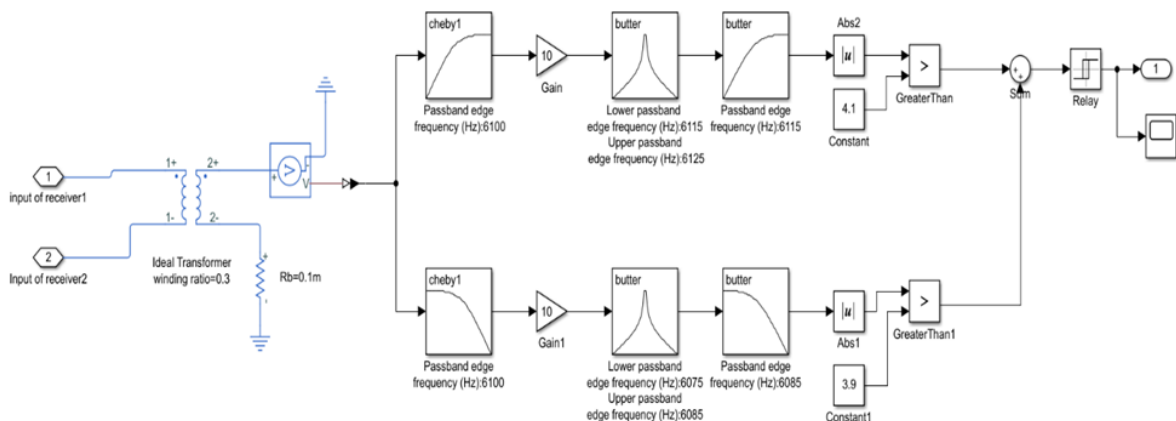 cheby1
Passband edge
frequency (Hz):6100
10
Gain
butter
Lower passband
edge frequency (Hz):6115
Upper passband
edge frequency (Hz):6125
butter
Passband edge
frequency (Hz):6115
Abs2
|u|
4.1
Constant
>
GreaterThan
++
Sum
Relay
1
1
input of receiver1
2
Input of receiver2
1+
1-
2+
2-
Ideal Transformer
winding ratio=0.3
+
-
Rb=0.1m
+
-
V
V
cheby1
Passband edge
frequency (Hz):6100
10
Gain1
butter
Lower passband
edge frequency (Hz):6075
Upper passband
edge frequency (Hz):6085
butter
Passband edge
frequency (Hz):6085
|u|
Abs1
3.9
Constant1
>
GreaterThan1